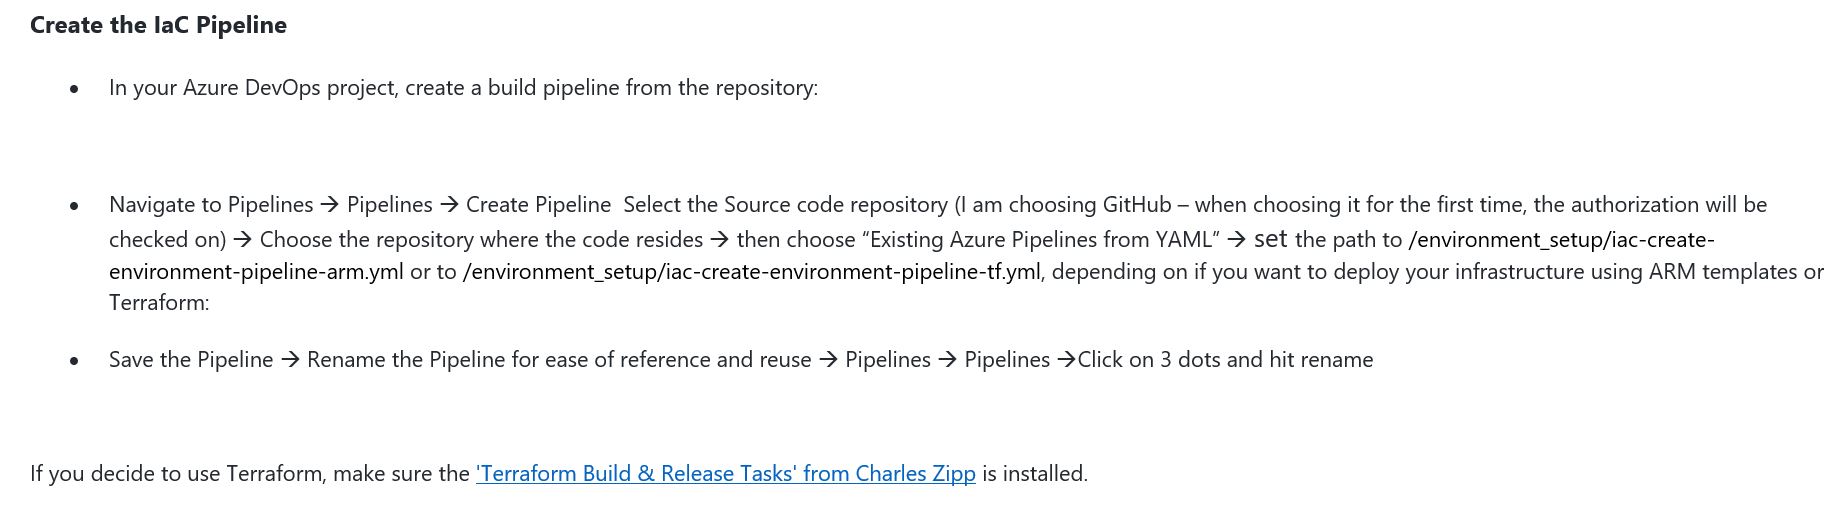 Create the IaC Pipeline
• In your Azure DevOps project, create a build pipeline from the repository:
• Navigate to Pipelines → Pipelines → Create Pipeline  Select the Source code repository (I am choosing GitHub – when choosing it for the first time, the authorization will be
checked on) → Choose the repository where the code resides → then choose “Existing Azure Pipelines from YAML” → set the path to /environment_setup/iac-create-
environment-pipeline-arm.yml or to /environment_setup/iac-create-environment-pipeline-tf.yml, depending on if you want to deploy your infrastructure using ARM templates or
Terraform:
• Save the Pipeline → Rename the Pipeline for ease of reference and reuse → Pipelines → Pipelines →Click on 3 dots and hit rename
If you decide to use Terraform, make sure the 'Terraform Build & Release Tasks' from Charles Zipp is installed.